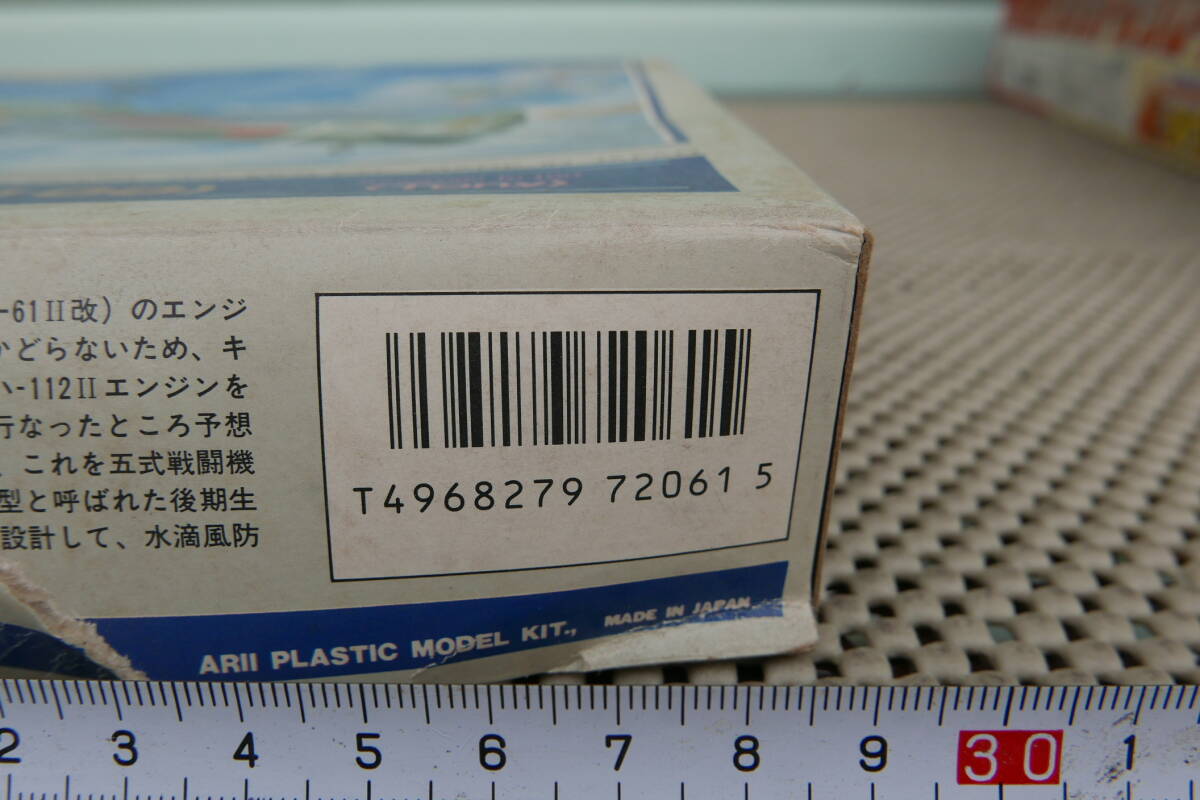 -61II改)のエンジ
かどらないため、キ
ハ-112IIエンジンを
行なったところ予想
、これを五式戦闘機
型と呼ばれた後期生
設計して、水滴風防
T4968279 72061 5
ARII PLASTIC MODEL KIT., MADE IN JAPAN
2 3 4 5 6 7 8 9 30 1